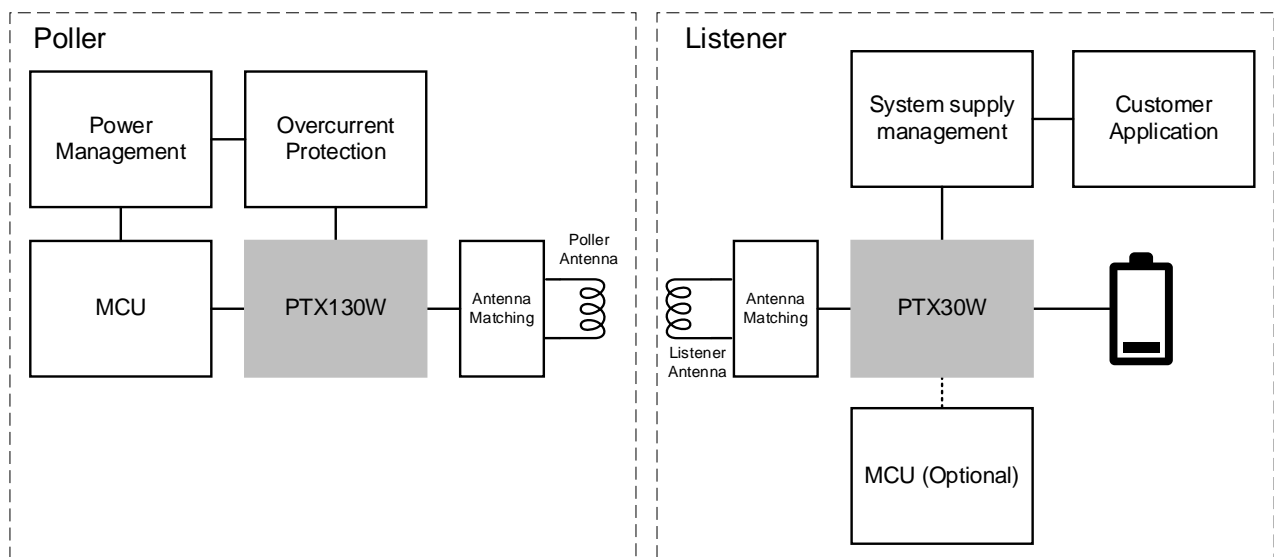 Poller
Power
Management
Overcurrent
Protection
MCU
PTX130W
Antenna
Matching
Poller
Antenna
Listener
System supply
management
Customer
Application
Listener
Antenna
Antenna
Matching
PTX30W
MCU (Optional)